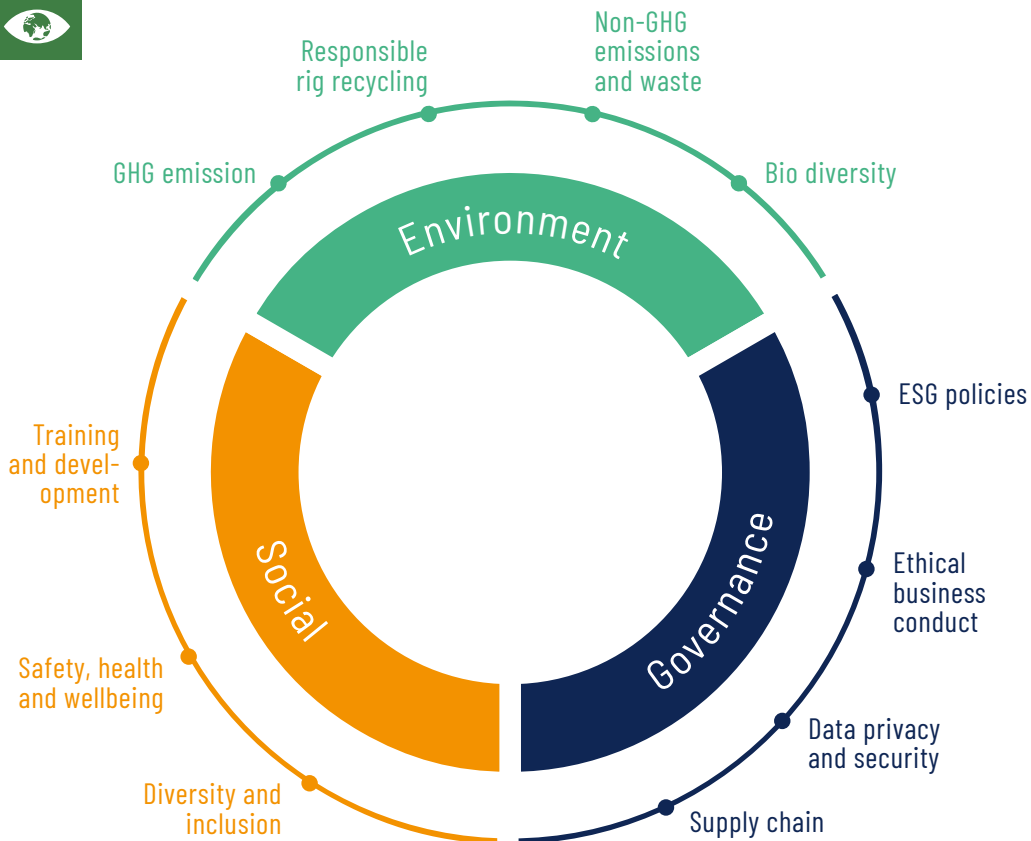 Responsible
rig recycling
Non-GHG
emissions
and waste
GHG emission
Bio diversity
Environment
ESG policies
Training
and devel-
opment
Social
Governance
Ethical
business
conduct
Safety, health
and wellbeing
Data privacy
and security
Diversity and
inclusion
Supply chain